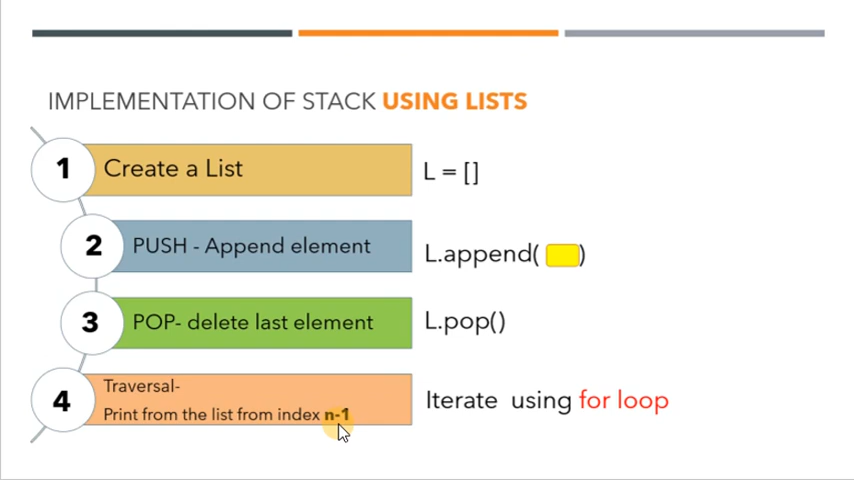 IMPLEMENTATION OF STACK USING LISTS
1 Create a List L = []
2 PUSH - Append element L.append( )
3 POP- delete last element L.pop()
4 Traversal-
Print from the list from index n-1 Iterate using for loop